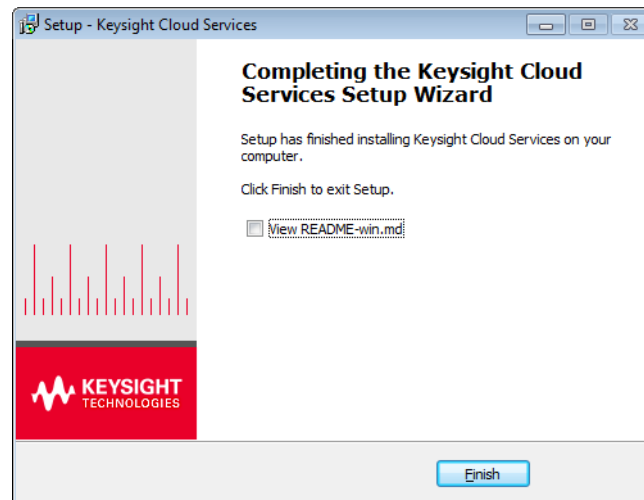 Setup - Keysight Cloud Services
Completing the Keysight Cloud
Services Setup Wizard
Setup has finished installing Keysight Cloud Services on your
computer.
Click Finish to exit Setup.
View README-win.md
KEYSIGHT
TECHNOLOGIES
Finish